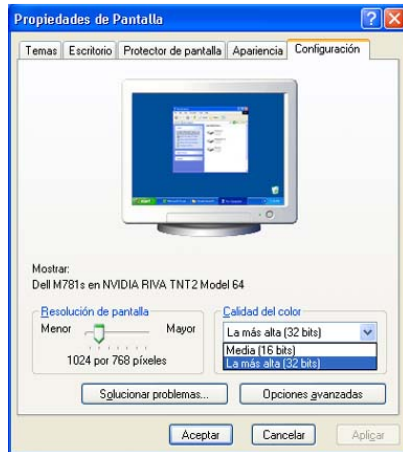 Propiedades de Pantalla
Temas Escritorio Protector de pantalla Apariencia Configuración
Mostrar:
Dell M781s en NVIDIA RIVA TNT2 Model 64
Resolución de pantalla
Menor Mayor
1024 por 768 píxeles
Calidad del color
La más alta (32 bits)
Media (16 bits)
La más alta (32 bits)
Solucionar problemas... Opciones avanzadas
Aceptar Cancelar Aplicar